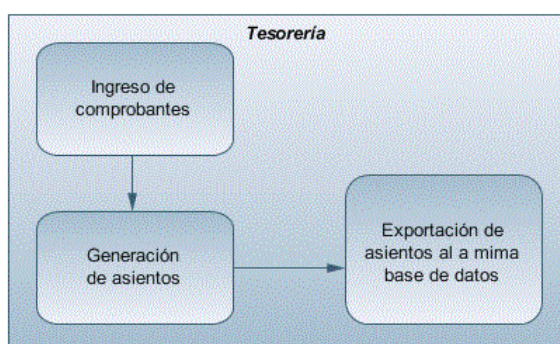 Tesorería
Ingreso de
comprobantes
Generación
de asientos
Exportación de
asientos al a mima
base de datos